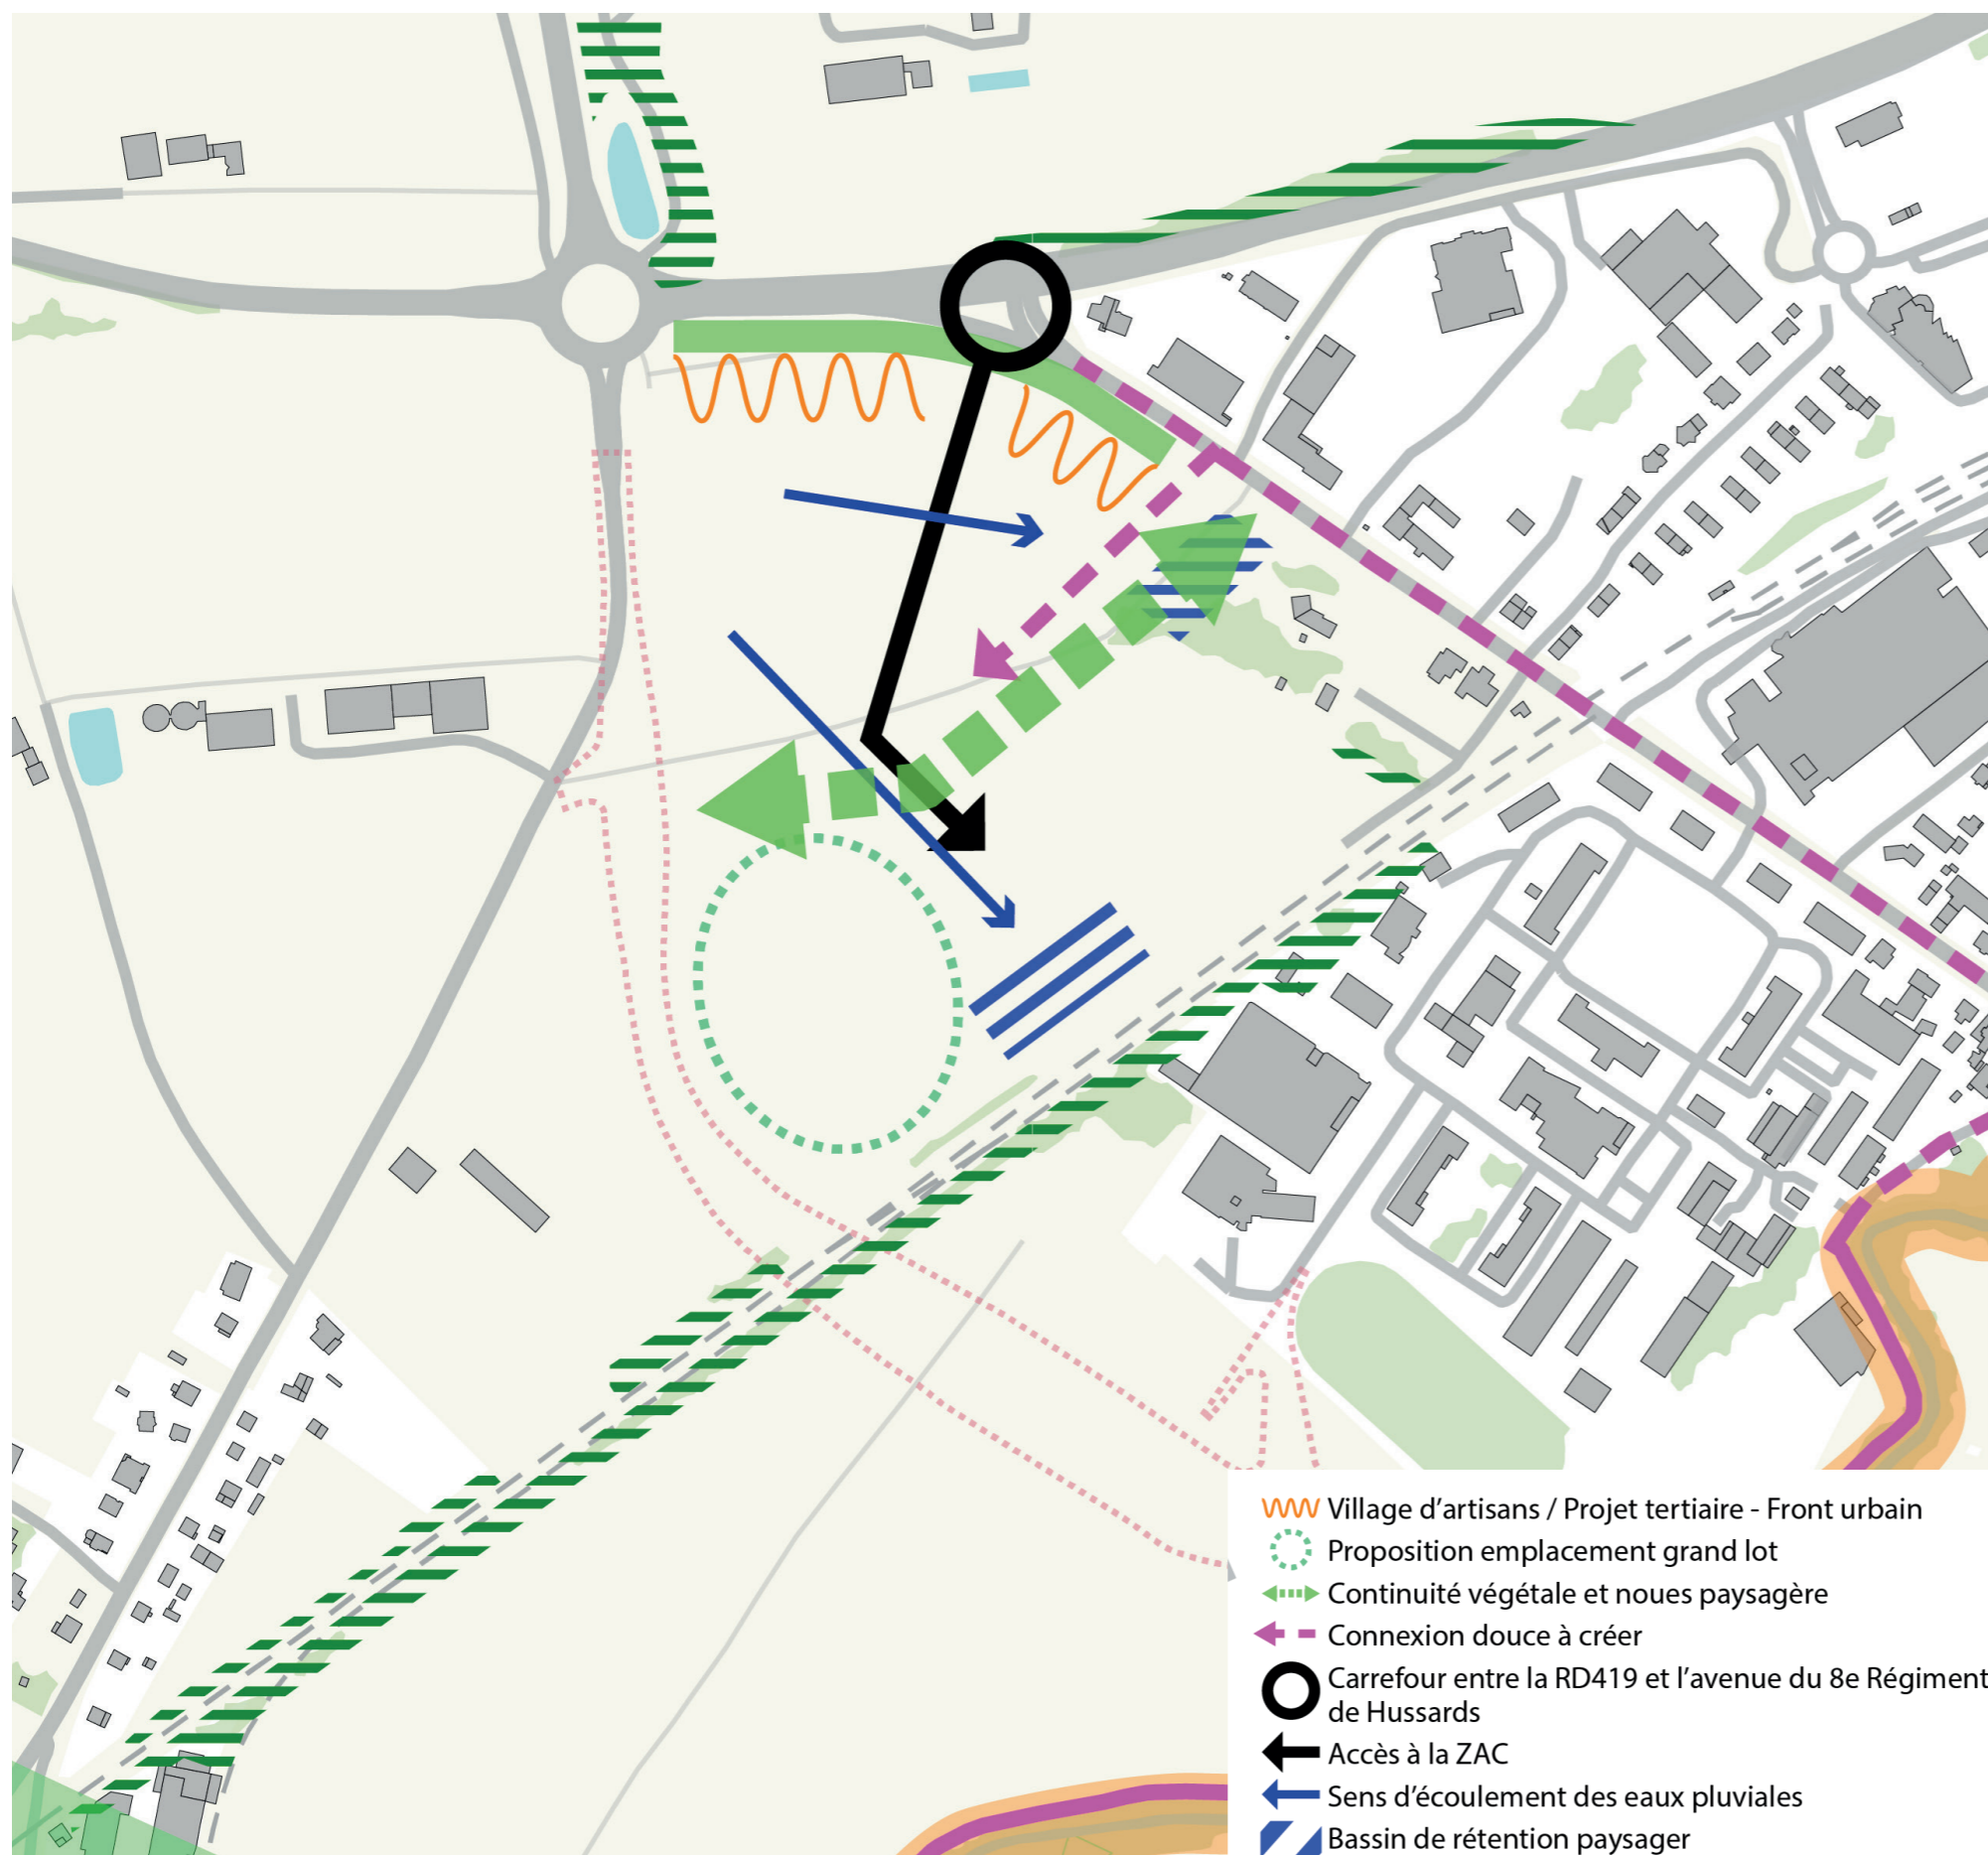 Village d'artisans / Projet tertiaire - Front urbain
Proposition emplacement grand lot
Continuité végétale et noues paysagère
Connexion douce à créer
Carrefour entre la RD419 et l'avenue du 8e Régiment
de Hussards
Accès à la ZAC
Sens d'écoulement des eaux pluviales
Bassin de rétention paysager